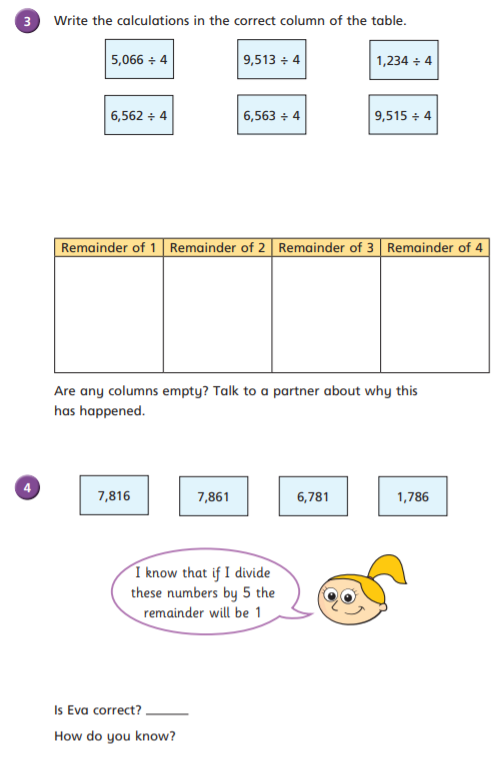 3 Write the calculations in the correct column of the table.
5,066 ÷ 4 9,513 ÷ 4 1,234 ÷ 4
6,562 ÷ 4 6,563 ÷ 4 9,515 ÷ 4
Remainder of 1 Remainder of 2 Remainder of 3 Remainder of 4
Are any columns empty? Talk to a partner about why this
has happened.
4
7,816 7,861 6,781 1,786
I know that if I divide
these numbers by 5 the
remainder will be 1
Is Eva correct? ______
How do you know?